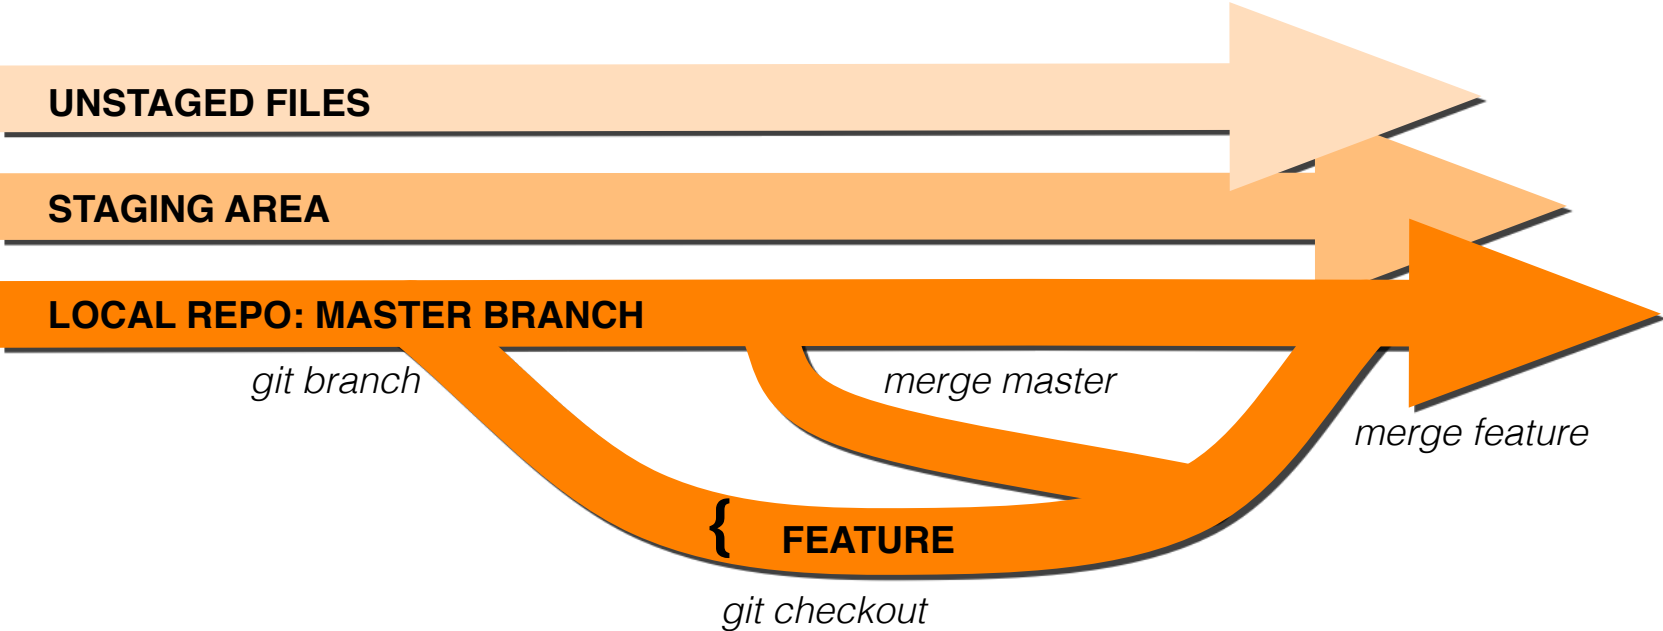 UNSTAGED FILES
STAGING AREA
LOCAL REPO: MASTER BRANCH
git branch
merge master
merge feature
{ FEATURE
git checkout